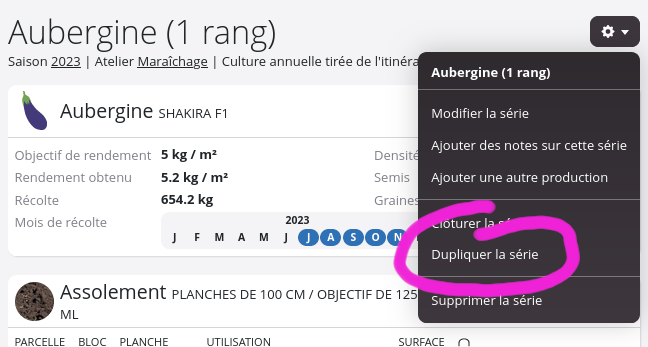 Aubergine (1 rang)
Saison 2023 | Atelier Maraîchage | Culture annuelle tirée de l'itinéra
Aubergine (1 rang)
Modifier la série
Ajouter des notes sur cette série
Ajouter une autre production
Cloturer la série
Dupliquer la série
Supprimer la série
Aubergine SHAKIRA F1
Objectif de rendement 5 kg / m² Densité
Rendement obtenu 5.2 kg / m² Semis
Récolte 654.2 kg Graines
Mois de récolte 2023
J F M A M J J A S O N
Assolement PLANCHES DE 100 CM / OBJECTIF DE 125
ML
PARCELLE BLOC PLANCHE UTILISATION SURFACE